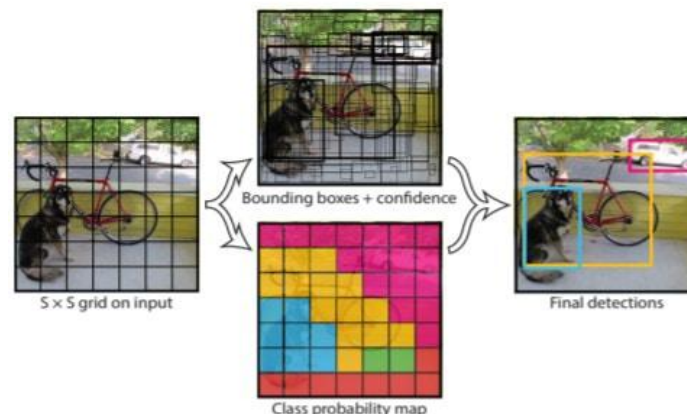 Bounding boxes + confidence
S × S grid on input
Final detections
Class probability map